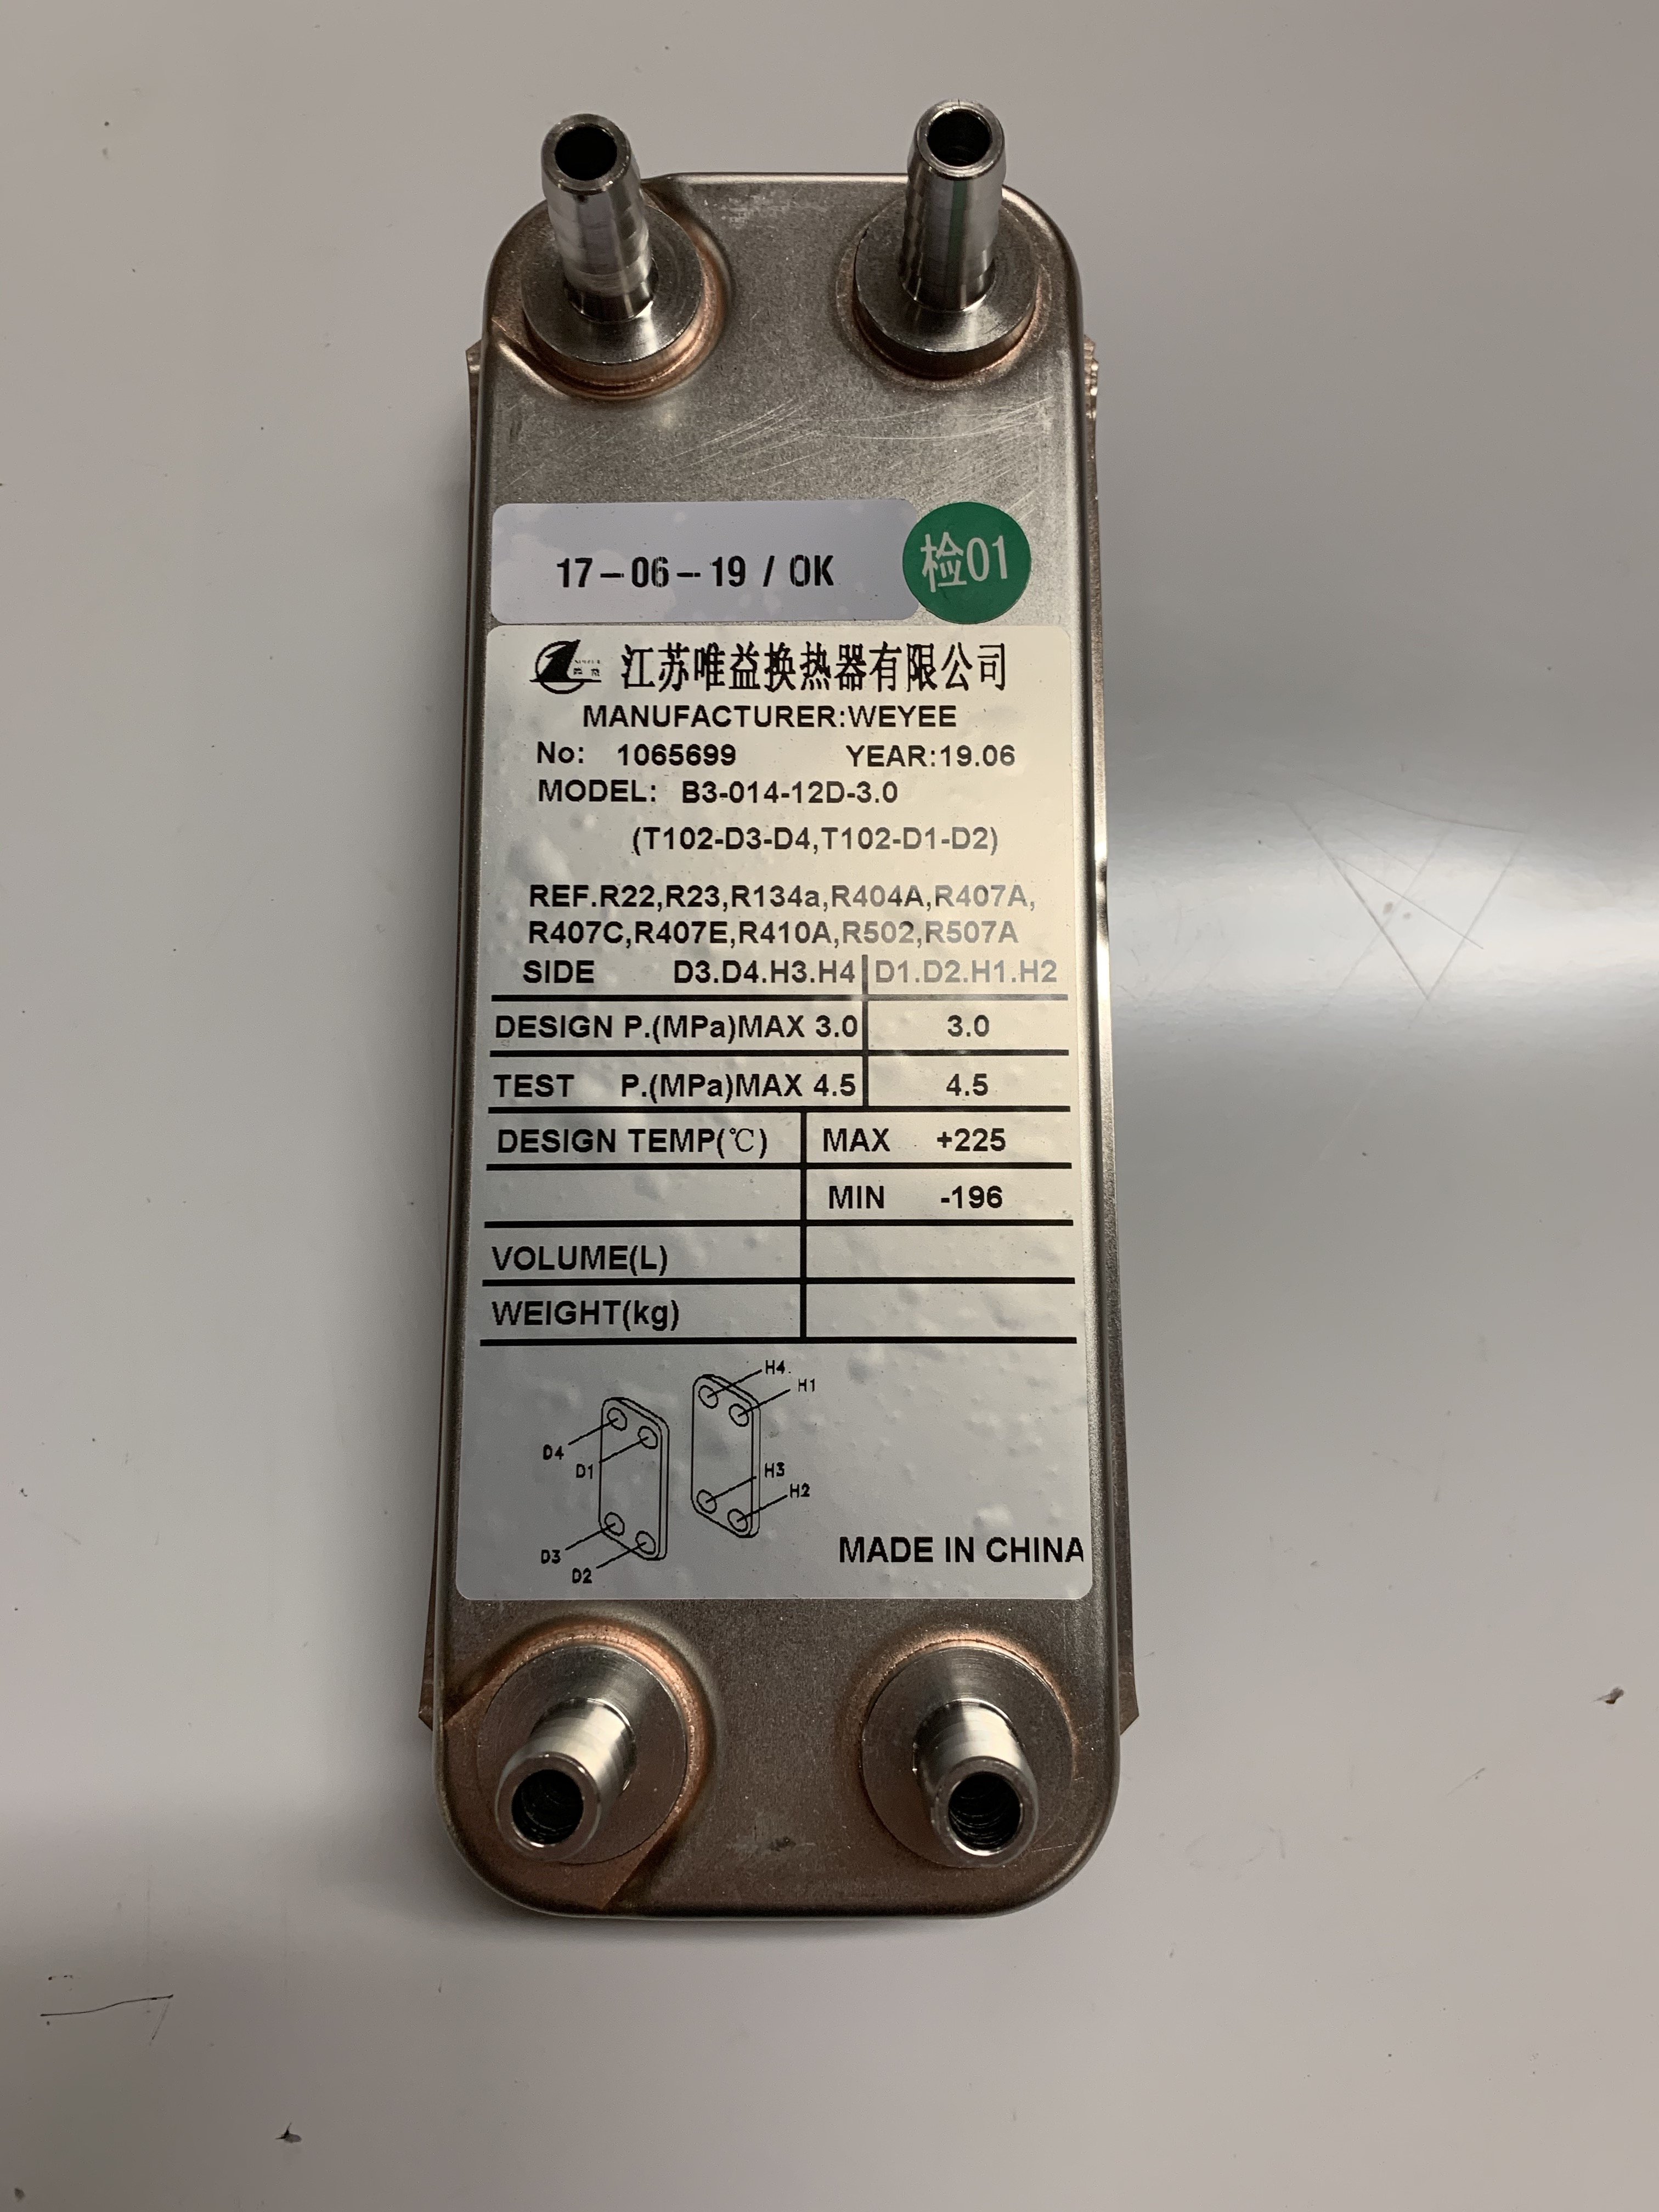 17-06-19 / OK
检01
江苏唯益换热器有限公司
MANUFACTURER:WEYEE
No: 1065699 YEAR:19.06
MODEL: B3-014-12D-3.0
(T102-D3-D4,T102-D1-D2)
REF.R22,R23,R134a,R404A,R407A,
R407C,R407E,R410A,R502,R507A
SIDE D3.D4.H3.H4 D1.D2.H1.H2
DESIGN P.(MPa)MAX 3.0 3.0
TEST P.(MPa)MAX 4.5 4.5
DESIGN TEMP(℃) MAX +225
MIN -196
VOLUME(L)
WEIGHT(kg)
H4
H1
D4
D1
H3
H2
D3
D2
MADE IN CHINA